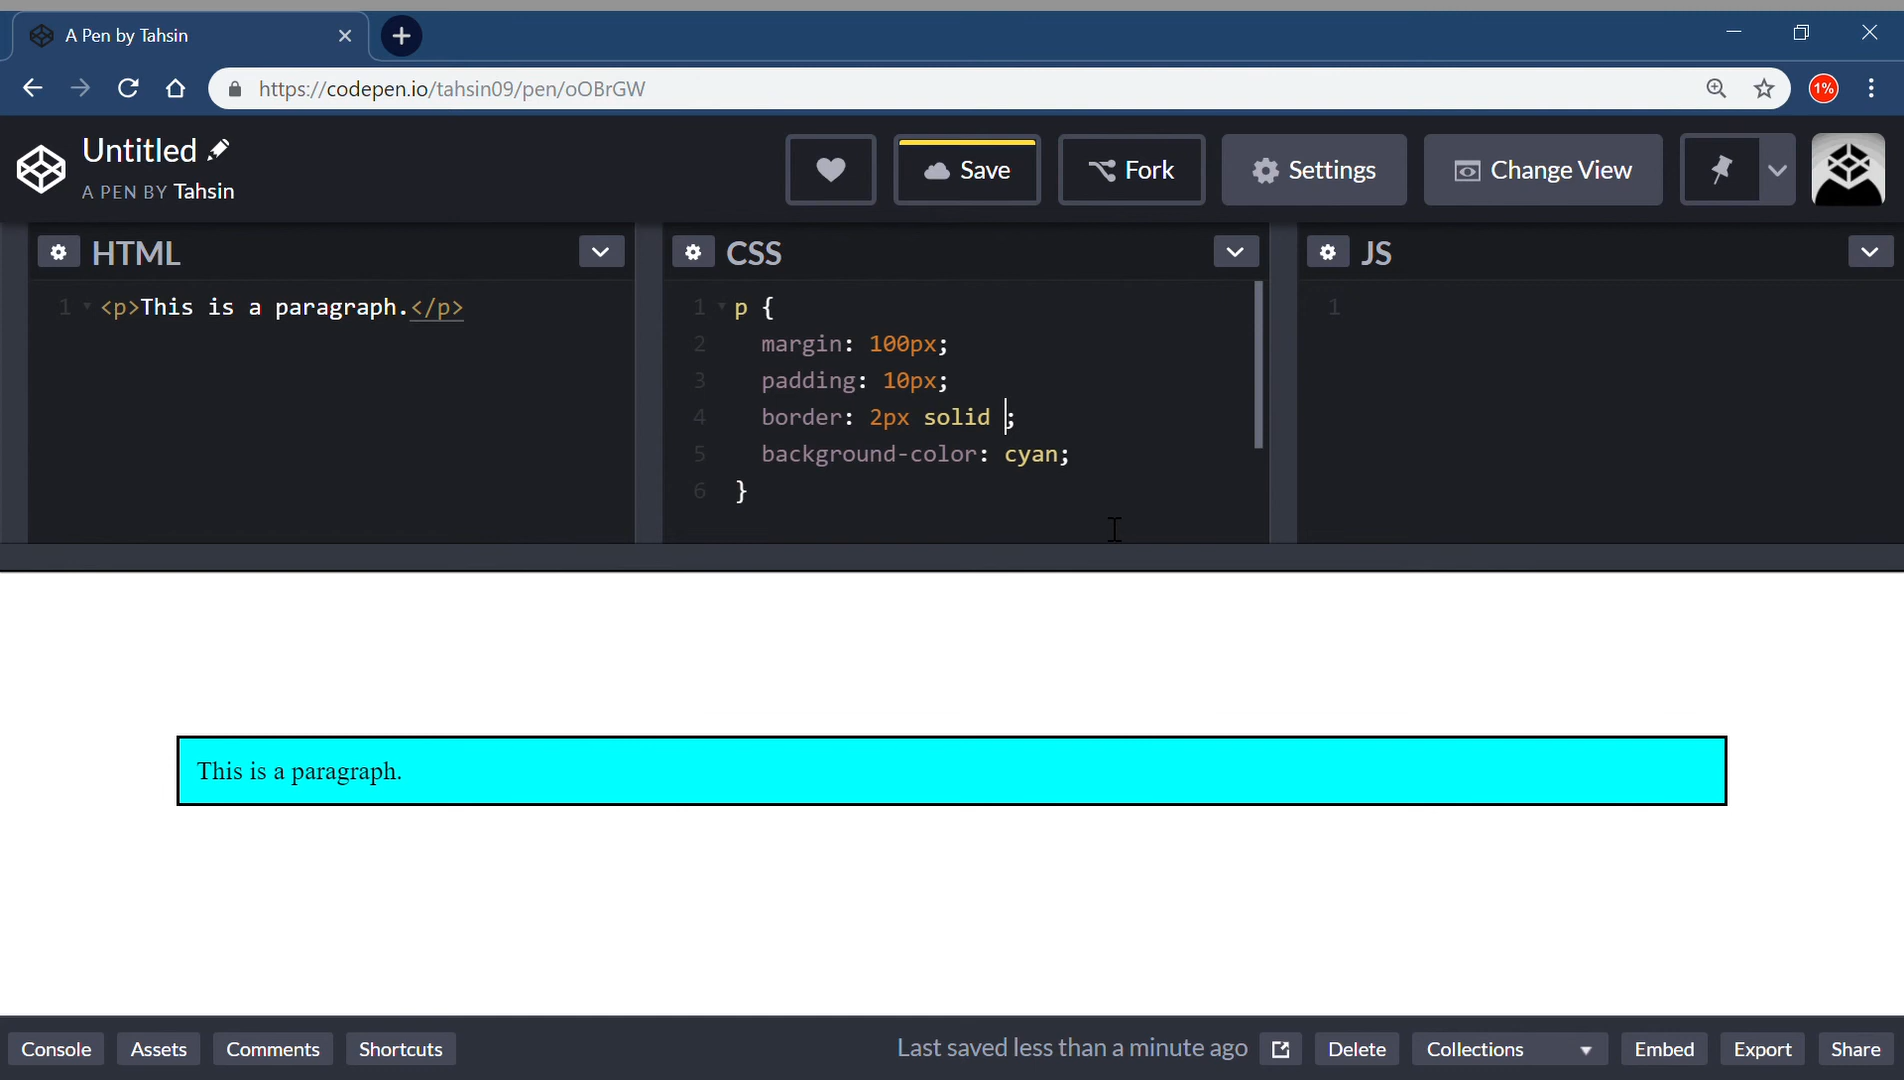 A Pen by Tahsin
https://codepen.io/tahsin09/pen/oOBrGW
1%
Untitled
A PEN BY Tahsin
Save
Fork
Settings
Change View
HTML
1 <p>This is a paragraph.</p>
CSS
1 p {
2 margin: 100px;
3 padding: 10px;
4 border: 2px solid ;
5 background-color: cyan;
6 }
JS
1
This is a paragraph.
Console Assets Comments Shortcuts Last saved less than a minute ago Delete Collections Embed Export Share